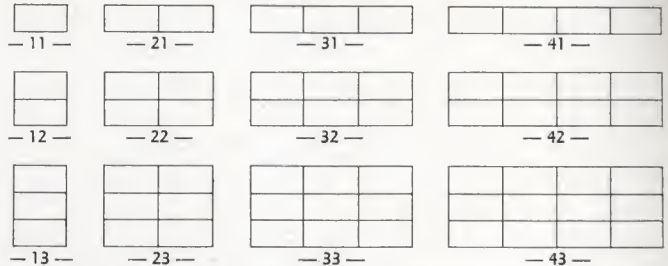 — 11 — — 21 — — 31 — — 41 —
— 12 — — 22 — — 32 — — 42 —
— 13 — — 23 — — 33 — — 43 —